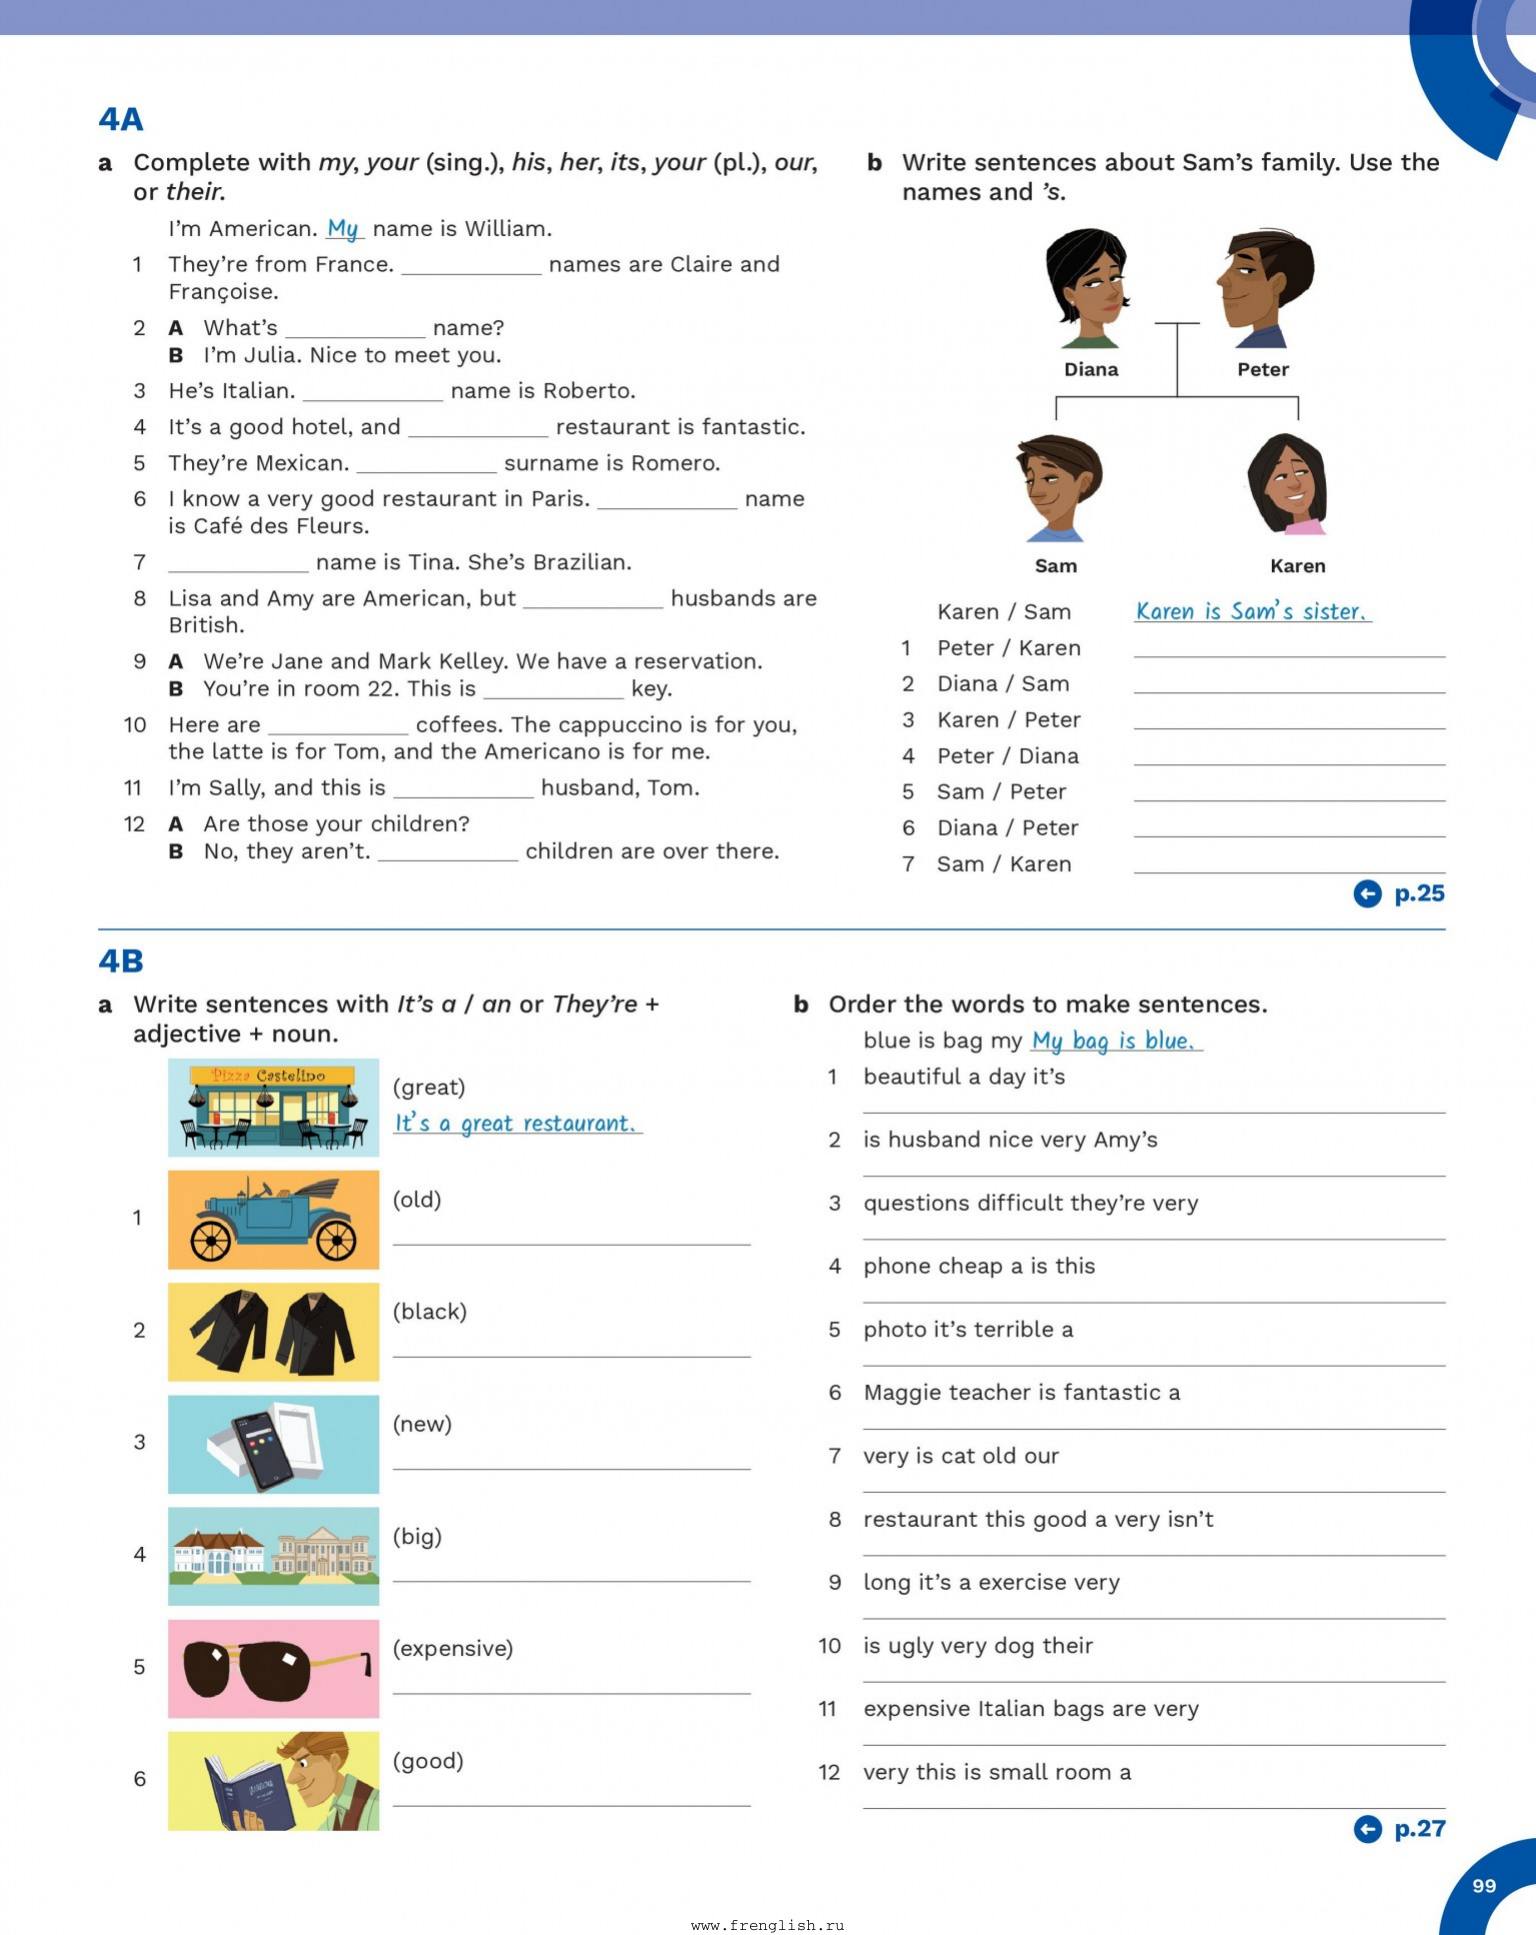 4A
a Complete with my, your (sing.), his, her, its, your (pl.), our,
or their.
I'm American. My name is William.
1 They're from France. ____________ names are Claire and
Françoise.
2 A What's ____________ name?
B I'm Julia. Nice to meet you.
3 He's Italian. ____________ name is Roberto.
4 It's a good hotel, and ____________ restaurant is fantastic.
5 They're Mexican. ____________ surname is Romero.
6 I know a very good restaurant in Paris. ____________ name
is Café des Fleurs.
7 ____________ name is Tina. She's Brazilian.
8 Lisa and Amy are American, but ____________ husbands are
British.
9 A We're Jane and Mark Kelley. We have a reservation.
B You're in room 22. This is ____________ key.
10 Here are ____________ coffees. The cappuccino is for you,
the latte is for Tom, and the Americano is for me.
11 I'm Sally, and this is ____________ husband, Tom.
12 A Are those your children?
B No, they aren't. ____________ children are over there.
b Write sentences about Sam's family. Use the
names and 's.
Diana Peter
Sam Karen
Karen / Sam Karen is Sam's sister.
1 Peter / Karen
2 Diana / Sam
3 Karen / Peter
4 Peter / Diana
5 Sam / Peter
6 Diana / Peter
7 Sam / Karen
p.25
4B
a Write sentences with It's a / an or They're +
adjective + noun.
Pizza Castelino
(great)
It's a great restaurant.
1 (old)
2 (black)
3 (new)
4 (big)
5 (expensive)
6 (good)
b Order the words to make sentences.
blue is bag my My bag is blue.
1 beautiful a day it's
2 is husband nice very Amy's
3 questions difficult they're very
4 phone cheap a is this
5 photo it's terrible a
6 Maggie teacher is fantastic a
7 very is cat old our
8 restaurant this good a very isn't
9 long it's a exercise very
10 is ugly very dog their
11 expensive Italian bags are very
12 very this is small room a
p.27
99
www.frenglish.ru